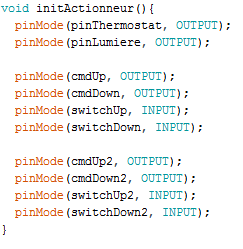 void initActionneur(){
pinMode(pinThermostat, OUTPUT);
pinMode(pinLumiere, OUTPUT);
pinMode(cmdUp, OUTPUT);
pinMode(cmdDown, OUTPUT);
pinMode(switchUp, INPUT);
pinMode(switchDown, INPUT);
pinMode(cmdUp2, OUTPUT);
pinMode(cmdDown2, OUTPUT);
pinMode(switchUp2, INPUT);
pinMode(switchDown2, INPUT);
}